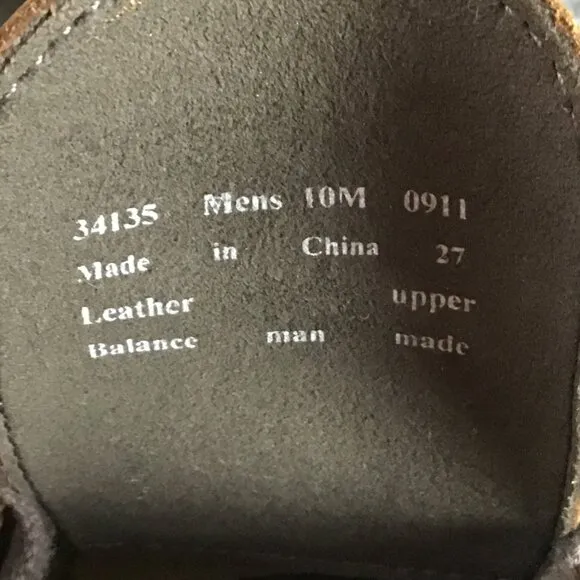 34135 Mens 10M 0911
Made in China 27
Leather upper
Balance man made